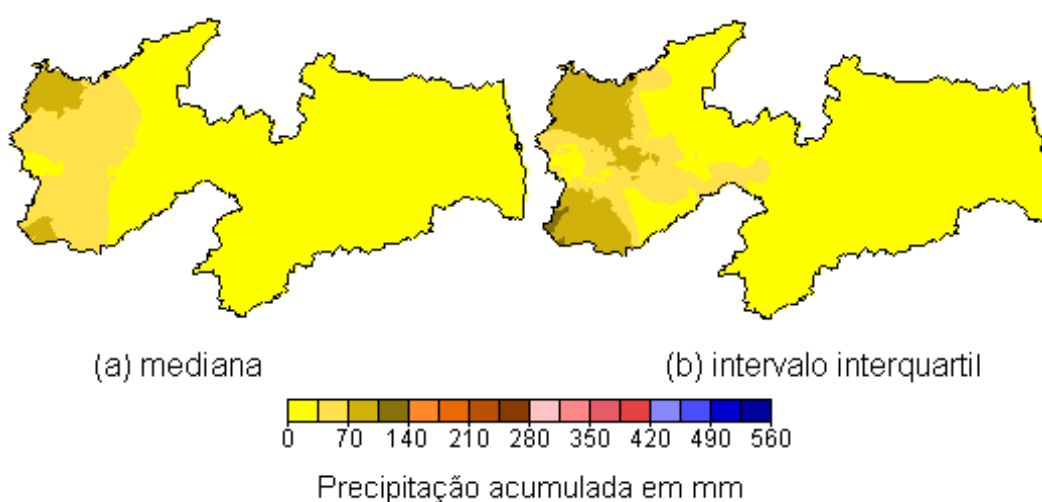 (a) mediana
(b) intervalo interquartil
0 70 140 210 280 350 420 490 560
Precipitação acumulada em mm